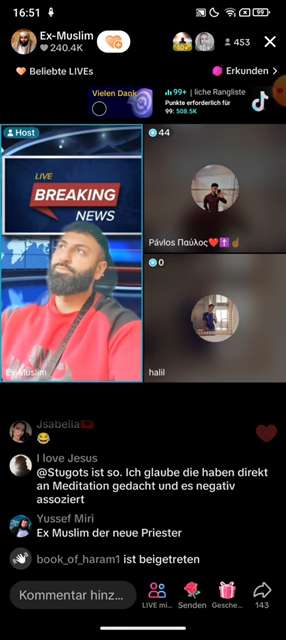 16:51
99
Ex-Muslim
240.4K
10+
453
Beliebte LIVEs
Erkunden >
Vielen Dank
99+ | liche Rangliste
Punkte erforderlich für
99: 508.5K
Host
44
LIVE
BREAKING
NEWS
Pávlos Παύλος❤️✝️☝🏾
Ex-Muslim
0
halil
Jsabella🇦🇱
😂
I love Jesus
@Stugots ist so. Ich glaube die haben direkt
an Meditation gedacht und es negativ
assoziert
Yussef Miri
Ex Muslim der neue Priester
book_of_haram1 ist beigetreten
Kommentar hinz...
LIVE mi...
Senden
Gesche...
143